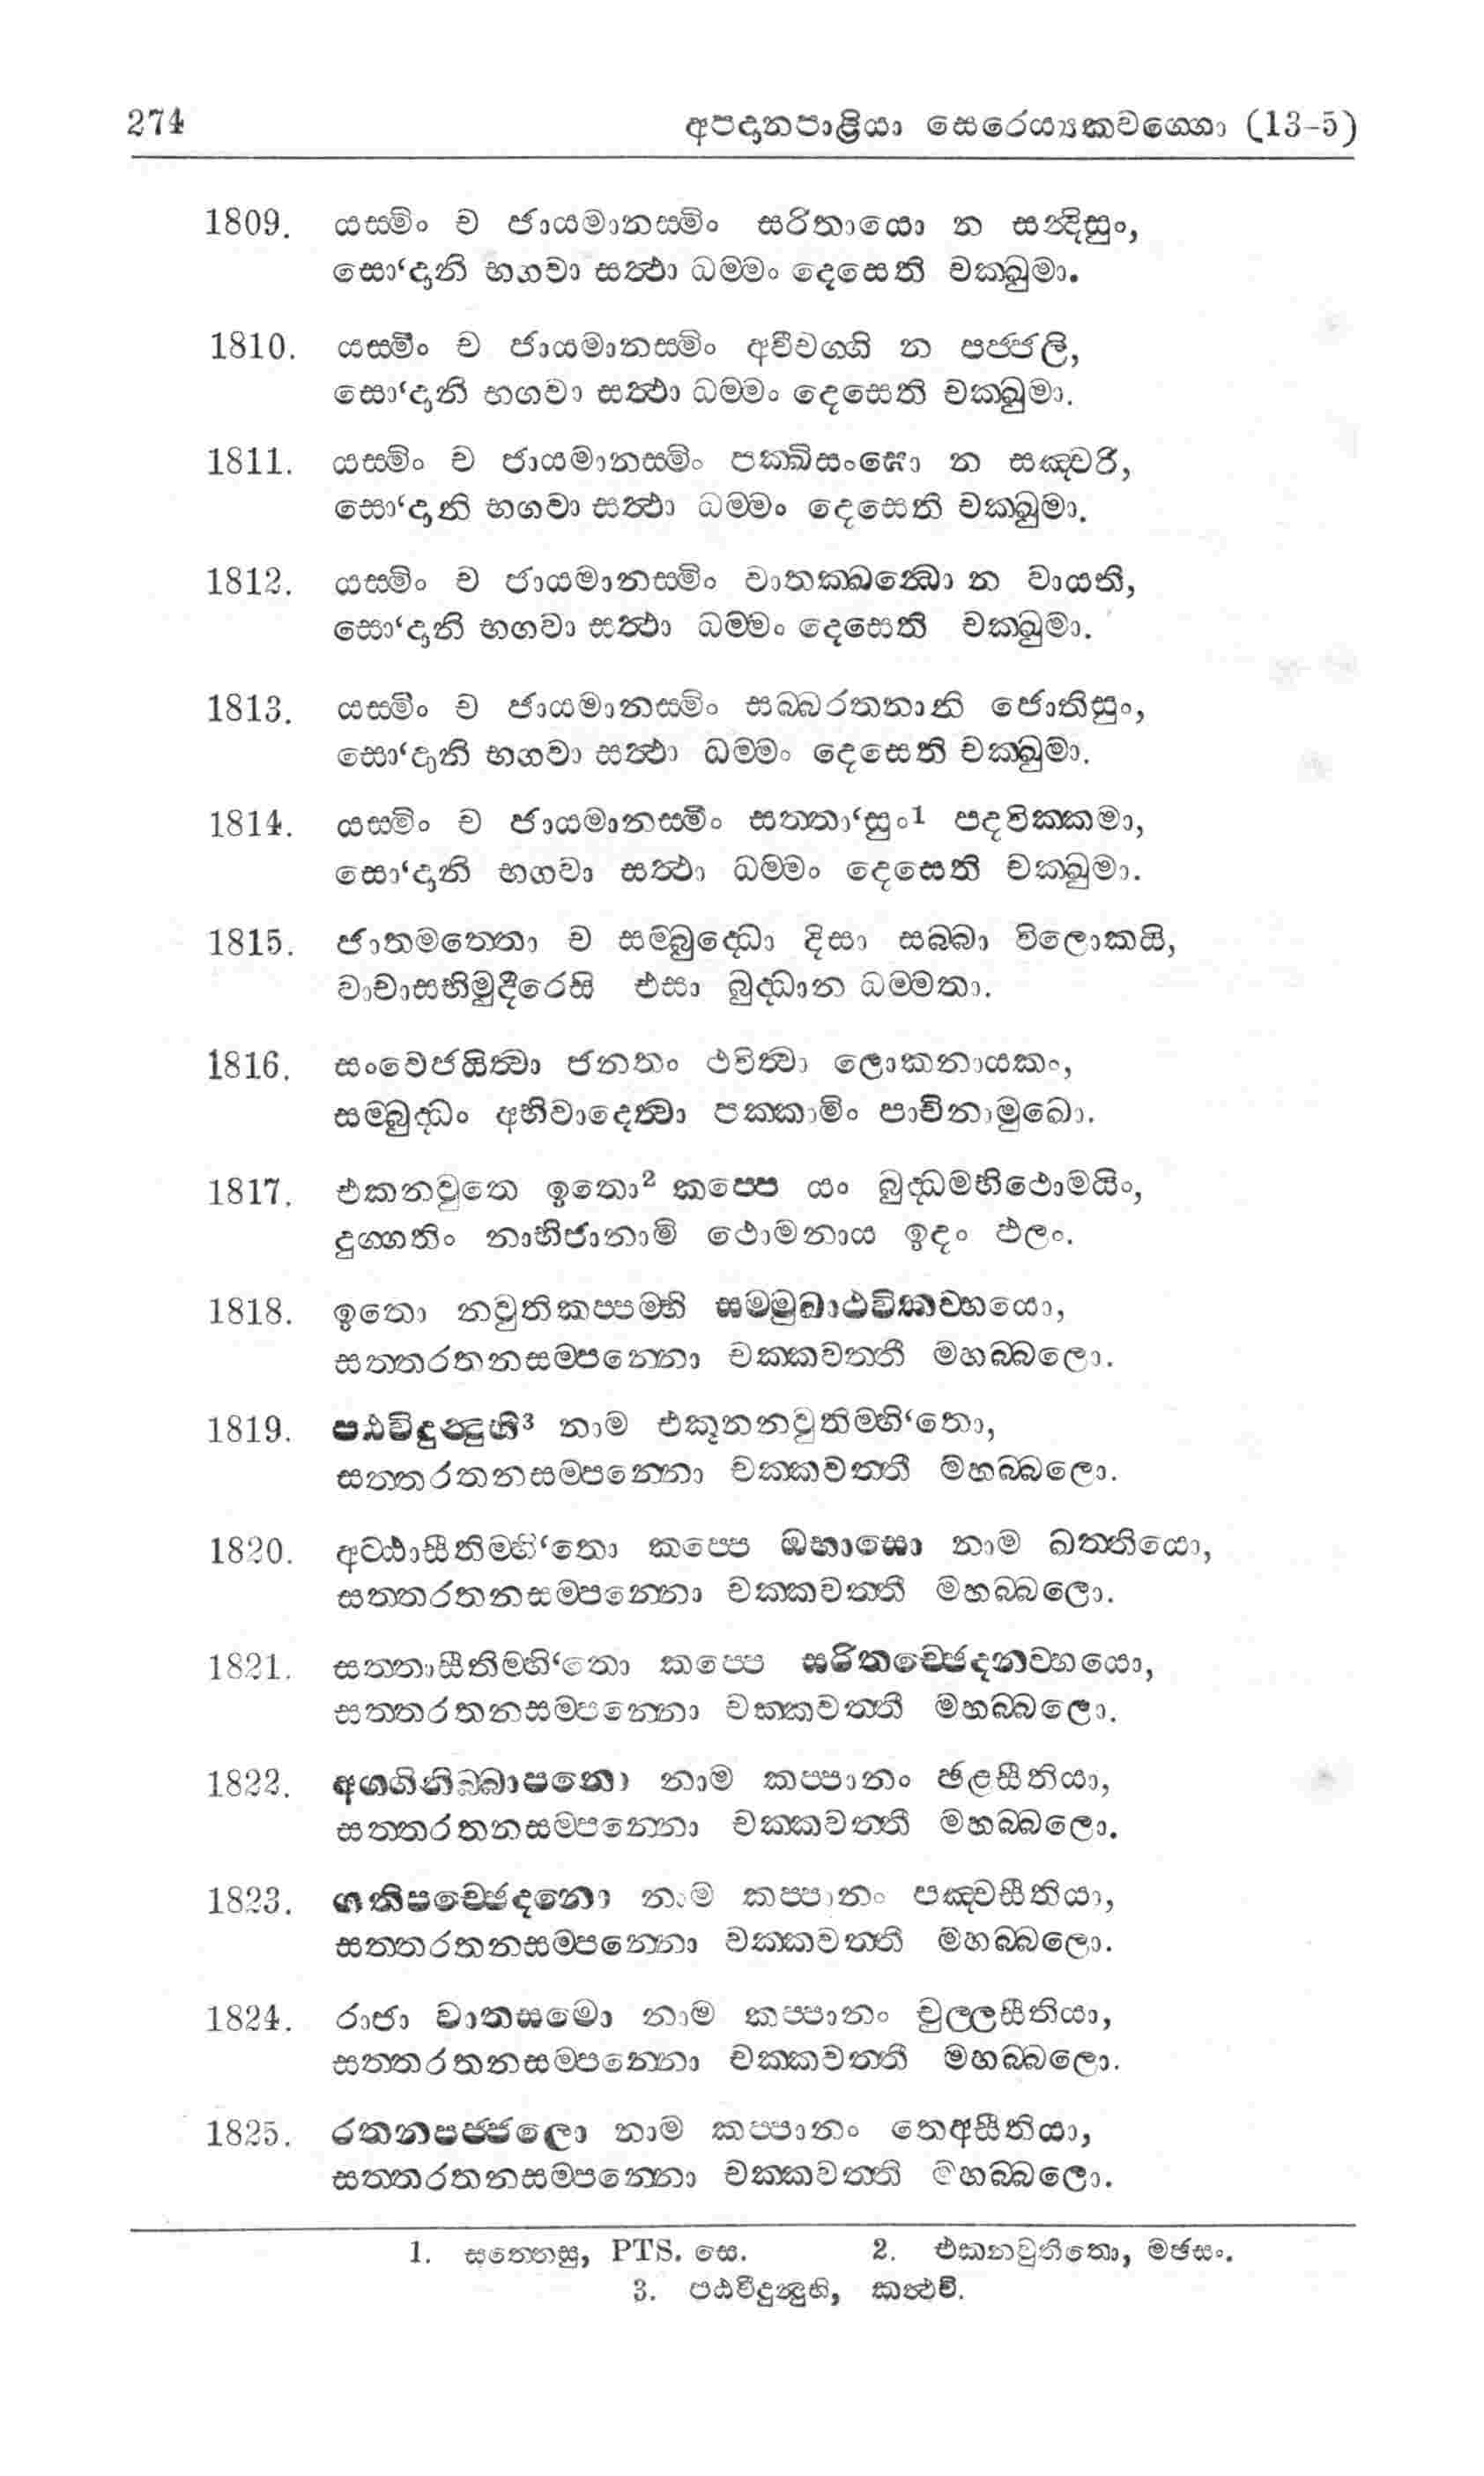 274 අපදානපාළියා සෙරෙය්‍යකවග්ගො (13-5)
1809. යස්මිං ච ජායමානස්මිං සරිතායො න සන්දිසුං,
සො‘දානි භගවා සත්ථා ධම්මං දෙසෙති චක්ඛුමා.
1810. යස්මිං ච ජායමානස්මිං අවීචග්ගි න පජ්ජලි,
සො‘දානි භගවා සත්ථා ධම්මං දෙසෙති චක්ඛුමා.
1811. යස්මිං ච ජායමානස්මිං පක්ඛිසංඝො න සඤ්චරි,
සො‘දානි භගවා සත්ථා ධම්මං දෙසෙති චක්ඛුමා.
1812. යස්මිං ච ජායමානස්මිං වාතක්ඛන්ධො න වායති,
සො‘දානි භගවා සත්ථා ධම්මං දෙසෙති චක්ඛුමා.
1813. යස්මිං ච ජායමානස්මිං සබ්බරතනානි ජොතිසුං,
සො‘දානි භගවා සත්ථා ධම්මං දෙසෙති චක්ඛුමා.
1814. යස්මිං ච ජායමානස්මිං සත්තා‘සුං1 පදවික්කමා,
සො‘දානි භගවා සත්ථා ධම්මං දෙසෙති චක්ඛුමා.
1815. ජාතමත්තො ච සම්බුද්ධො දිසා සබ්බා විලොකයි,
වාචාසභිමුදීරෙසි එසා බුද්ධාන ධම්මතා.
1816. සංවෙජයිත්වා ජනතං ථවිත්වා ලොකනායකං,
සම්බුද්ධං අභිවාදෙත්වා පක්කාමිං පාචිනාමුඛො.
1817. එකනවුතෙ ඉතො2 කප්පෙ යං බුද්ධමභිථොමයිං,
දුග්ගතිං නාභිජානාමි ථොමනාය ඉදං ඵලං.
1818. ඉතො නවුතිකප්පම්හි සම්මුඛාථවිකව්හයො,
සත්තරතනසම්පන්නො චක්කවත්තී මහබ්බලො.
1819. පඨවිදුන්දුභි3 නාම එකූනනවුතිම්හි‘තො,
සත්තරතනසම්පන්නො චක්කවත්තී මහබ්බලො.
1820. අට්ඨාසීතිම්හි‘තො කප්පෙ ඔභාසො නාම ඛත්තියො,
සත්තරතනසම්පන්නො චක්කවත්තී මහබ්බලො.
1821. සත්තාසීතිම්හි‘තො කප්පෙ සරිතච්ඡෙදනව්හයො,
සත්තරතනසම්පන්නො චක්කවත්තී මහබ්බලො.
1822. අග්ගිනිබ්බාපනො නාම කප්පානං ඡළසීතියා,
සත්තරතනසම්පන්නො චක්කවත්තී මහබ්බලො.
1823. ගතිපච්ඡෙදනො නාම කප්පානං පඤ්චසීතියා,
සත්තරතනසම්පන්නො චක්කවත්තී මහබ්බලො.
1824. රාජා වාතසමො නාම කප්පානං චුල්ලසීතියා,
සත්තරතනසම්පන්නො චක්කවත්තී මහබ්බලො.
1825. රතනපජ්ජලො නාම කප්පානං තෙඅසීතියා,
සත්තරතනසම්පන්නො චක්කවත්ති මහබ්බලො.
1. සත්තෙසු, PTS. සෙ. 2. එකනවුතිතො, මඡසං.
3. පඨවීදුන්දුභි, කත්ථචි.